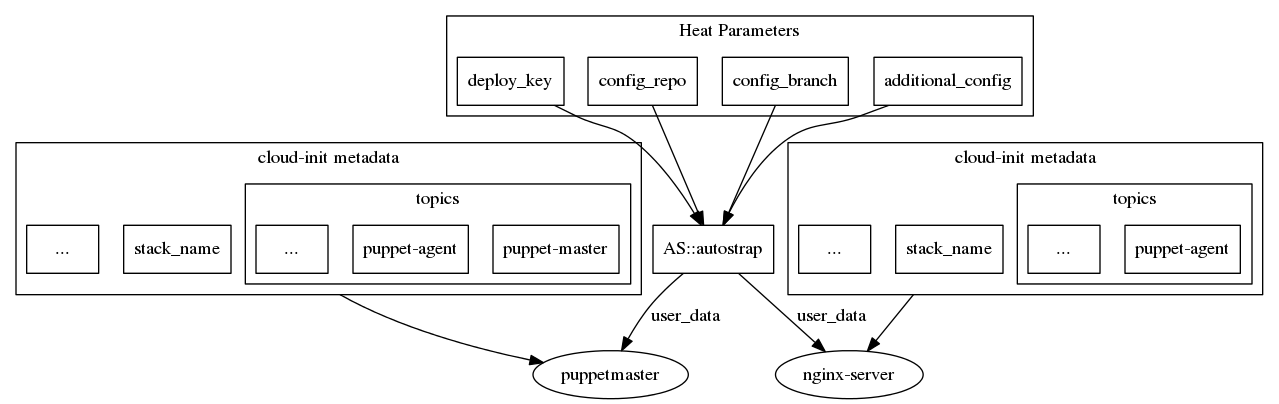 Heat Parameters
deploy_key
config_repo
config_branch
additional_config
cloud-init metadata
...
stack_name
topics
...
puppet-agent
puppet-master
AS::autostrap
cloud-init metadata
...
stack_name
topics
...
puppet-agent
user_data
user_data
puppetmaster
nginx-server